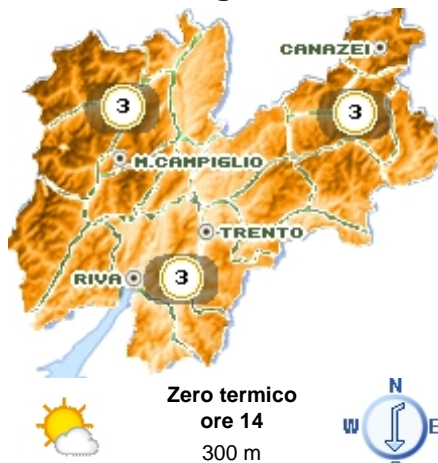 CANAZEI
3
3
M.CAMPIGLIO
TRENTO
RIVA
3
Zero termico
ore 14
300 m
N
W E